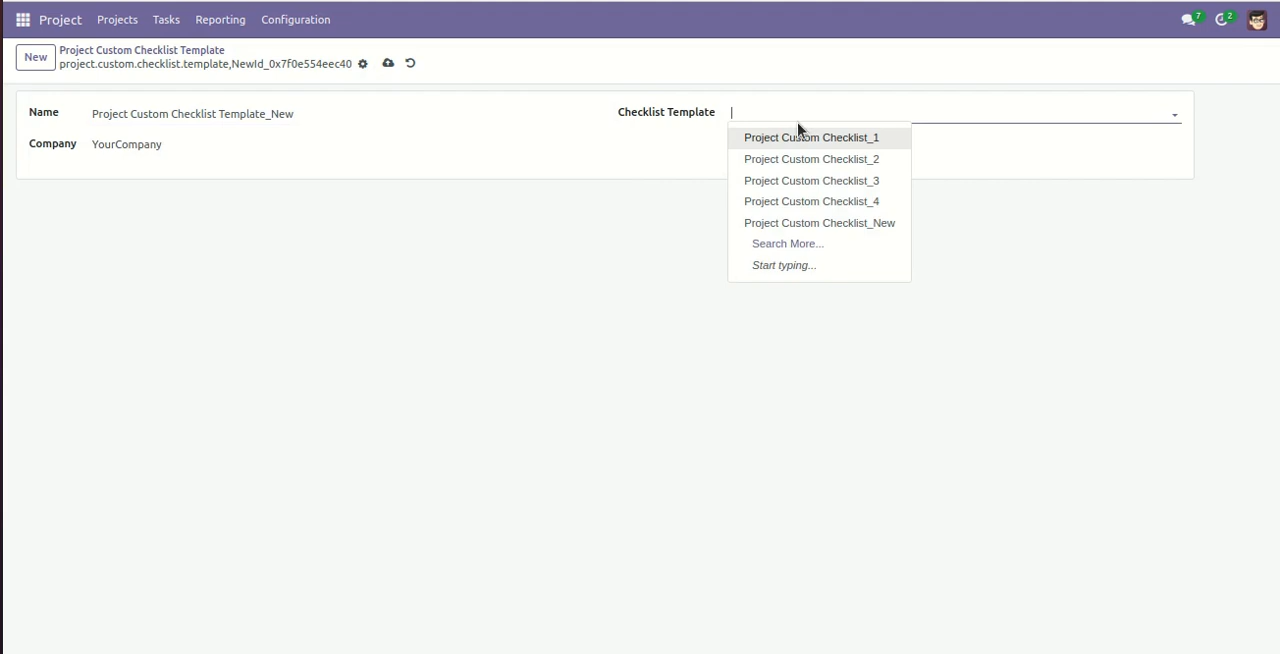 Project Projects Tasks Reporting Configuration 7 2
New Project Custom Checklist Template
project.custom.checklist.template,NewId_0x7f0e554eec40
Name Project Custom Checklist Template_New Checklist Template
Company YourCompany
Project Custom Checklist_1
Project Custom Checklist_2
Project Custom Checklist_3
Project Custom Checklist_4
Project Custom Checklist_New
Search More...
Start typing...